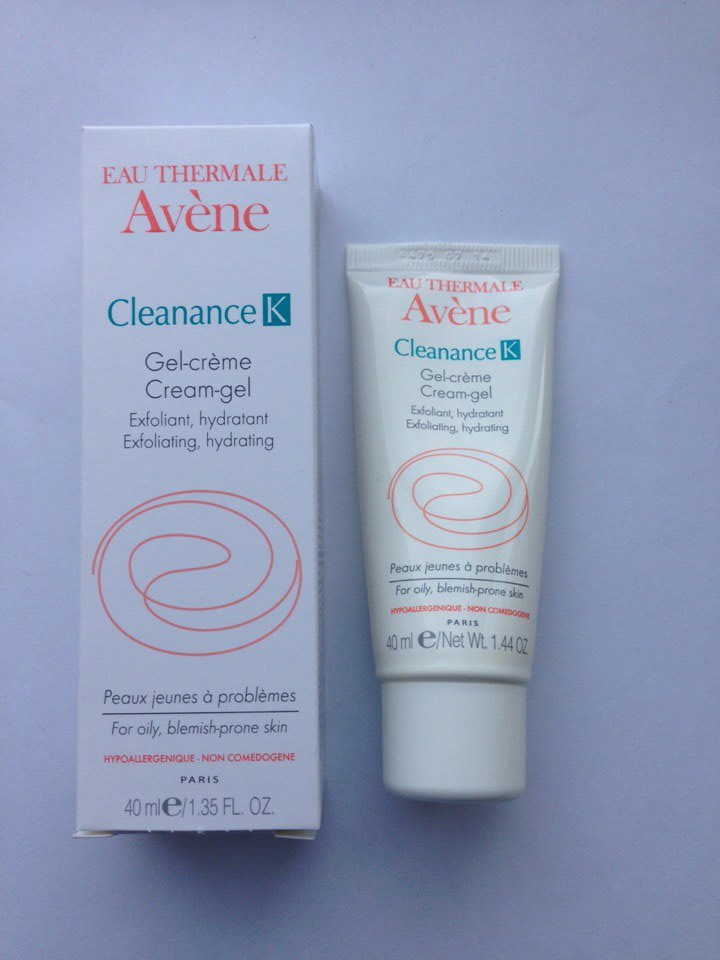 EAU THERMALE
Avène
Cleanance K
Gel-crème
Cream-gel
Exfoliant, hydratant
Exfoliating, hydrating
Peaux jeunes à problèmes
For oily, blemish-prone skin
HYPOALLERGENIQUE - NON COMEDOGENE
PARIS
40 ml e/1.35 FL. OZ.
EAU THERMALE
Avène
Cleanance K
Gel-crème
Cream-gel
Exfoliant, hydratant
Exfoliating, hydrating
Peaux jeunes à problèmes
For oily, blemish-prone skin
HYPOALLERGENIQUE - NON COMEDOGENE
PARIS
40 ml e/Net Wt. 1.44 OZ.